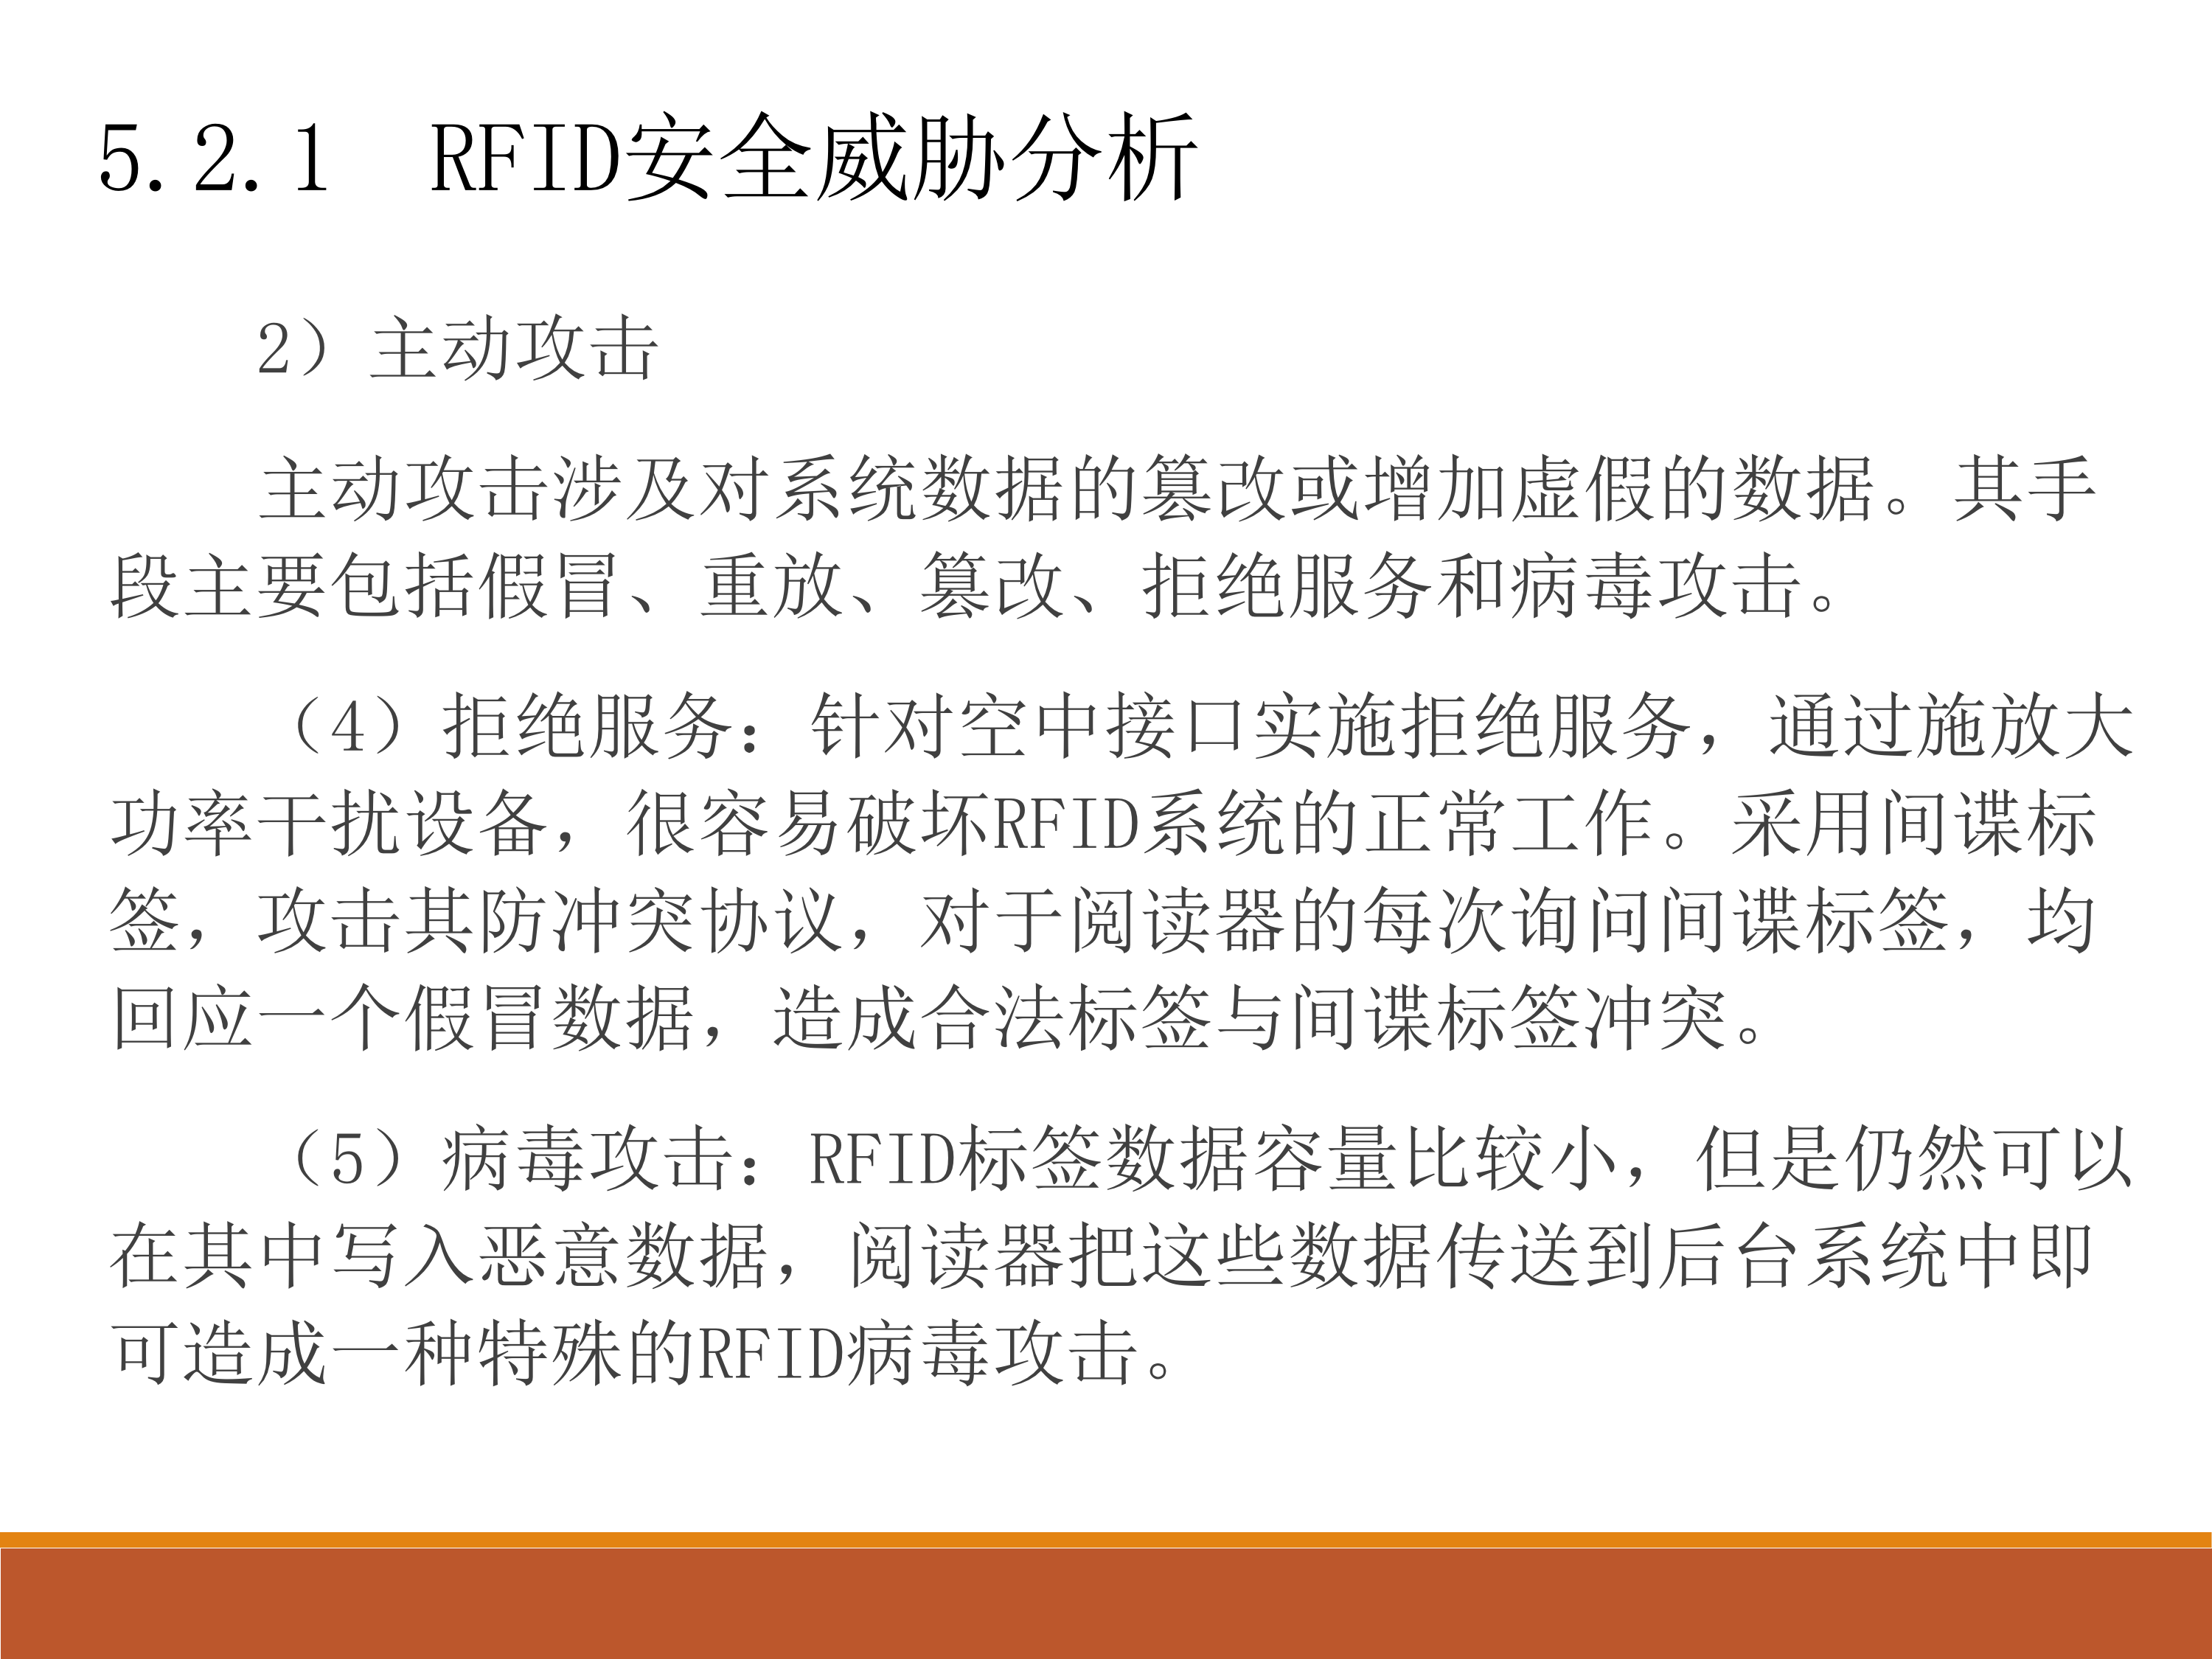 5.2.1 RFID安全威胁分析
2）主动攻击
主动攻击涉及对系统数据的篡改或增加虚假的数据。其手
段主要包括假冒、重放、篡改、拒绝服务和病毒攻击。
（4）拒绝服务：针对空中接口实施拒绝服务，通过施放大
功率干扰设备，很容易破坏RFID系统的正常工作。采用间谍标
签，攻击其防冲突协议，对于阅读器的每次询问间谍标签，均
回应一个假冒数据，造成合法标签与间谍标签冲突。
（5）病毒攻击：RFID标签数据容量比较小，但是仍然可以
在其中写入恶意数据，阅读器把这些数据传送到后台系统中即
可造成一种特殊的RFID病毒攻击。